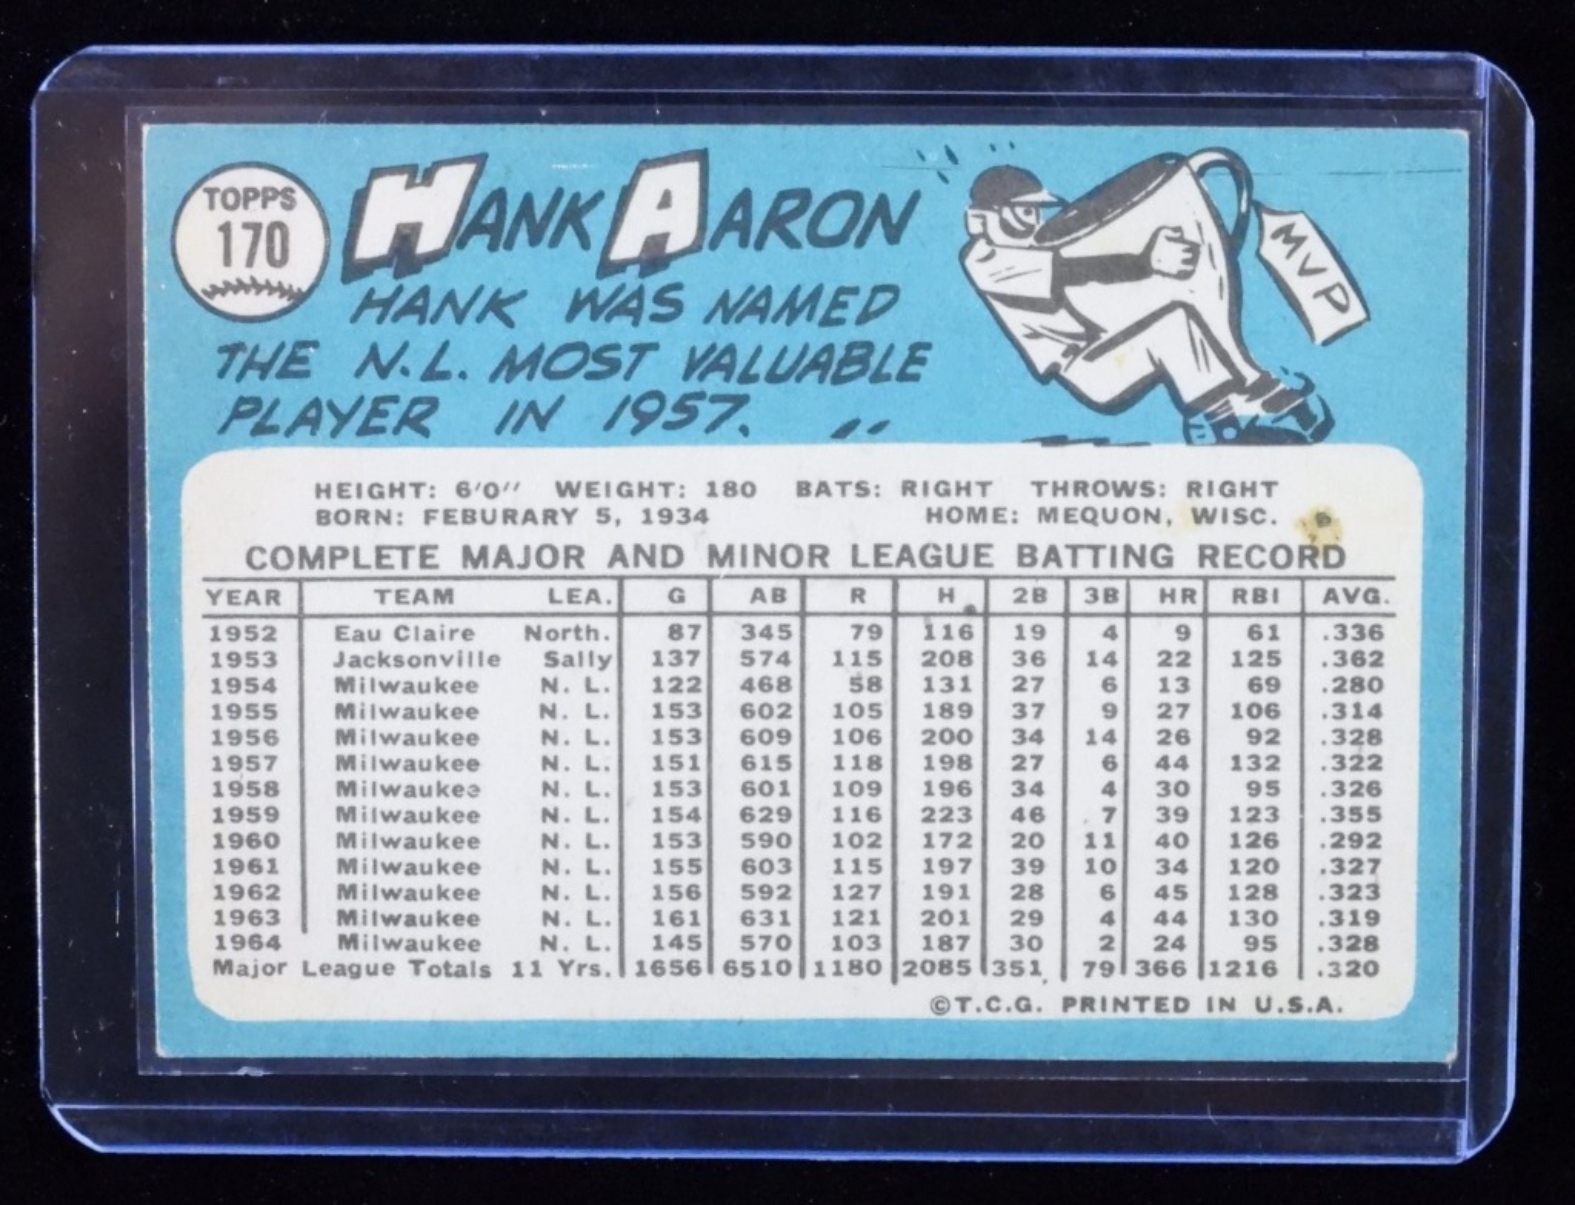 TOPPS
170
HANK AARON
HANK WAS NAMED
THE N.L. MOST VALUABLE
PLAYER IN 1957. ..
MVP
HEIGHT: 6'0" WEIGHT: 180 BATS: RIGHT THROWS: RIGHT
BORN: FEBURARY 5, 1934 HOME: MEQUON, WISC.
COMPLETE MAJOR AND MINOR LEAGUE BATTING RECORD
YEAR TEAM LEA. G AB R H 2B 3B HR RBI AVG.
1952 Eau Claire North. 87 345 79 116 19 4 9 61 .336
1953 Jacksonville Sally 137 574 115 208 36 14 22 125 .362
1954 Milwaukee N. L. 122 468 58 131 27 6 13 69 .280
1955 Milwaukee N. L. 153 602 105 189 37 9 27 106 .314
1956 Milwaukee N. L. 153 609 106 200 34 14 26 92 .328
1957 Milwaukee N. L. 151 615 118 198 27 6 44 132 .322
1958 Milwaukee N. L. 153 601 109 196 34 4 30 95 .326
1959 Milwaukee N. L. 154 629 116 223 46 7 39 123 .355
1960 Milwaukee N. L. 153 590 102 172 20 11 40 126 .292
1961 Milwaukee N. L. 155 603 115 197 39 10 34 120 .327
1962 Milwaukee N. L. 156 592 127 191 28 6 45 128 .323
1963 Milwaukee N. L. 161 631 121 201 29 4 44 130 .319
1964 Milwaukee N. L. 145 570 103 187 30 2 24 95 .328
Major League Totals 11 Yrs. 1656 6510 1180 2085 351 79 366 1216 .320
©T.C.G. PRINTED IN U.S.A.